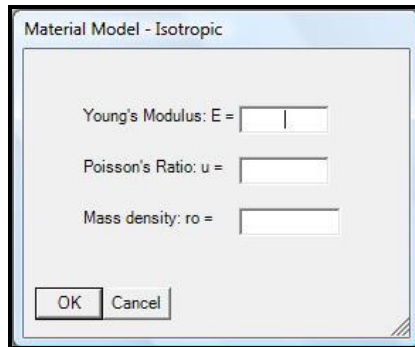 Material Model - Isotropic
Young's Modulus: E =
Poisson's Ratio: u =
Mass density: ro =
OK Cancel